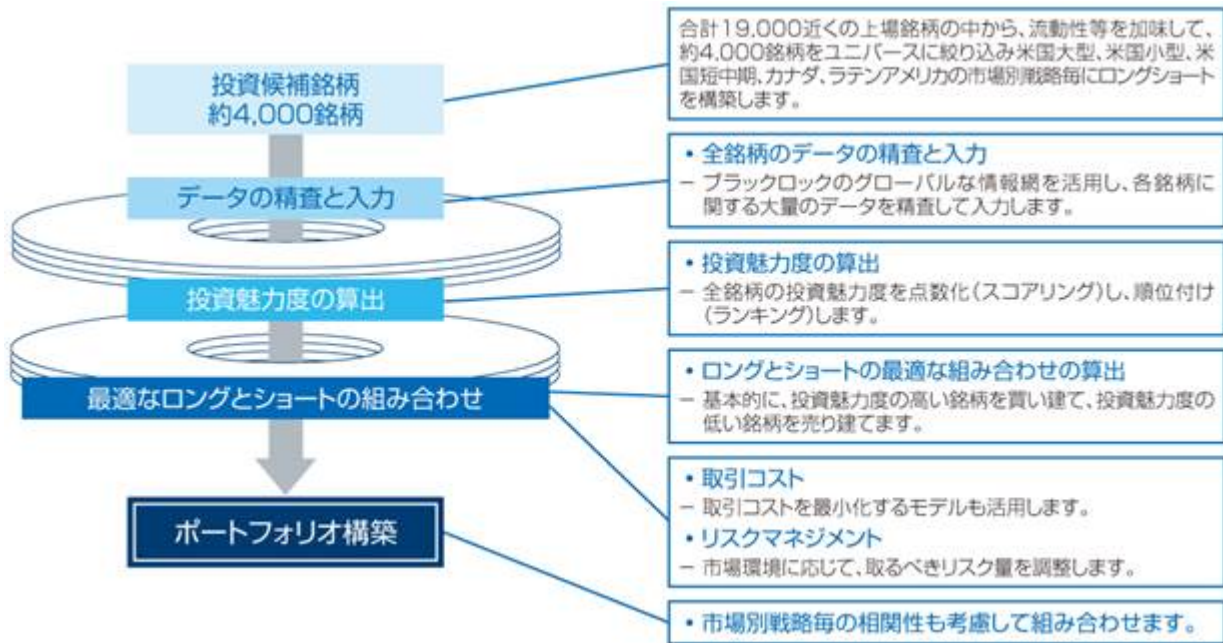 投資候補銘柄
約4,000銘柄
データの精査と入力
投資魅力度の算出
最適なロングとショートの組み合わせ
ポートフォリオ構築
合計19,000近くの上場銘柄の中から、流動性等を加味して、
約4,000銘柄をユニバースに絞り込み米国大型、米国小型、米
国短中期、カナダ、ラテンアメリカの市場別戦略毎にロングショート
を構築します。
• 全銘柄のデータの精査と入力
− ブラックロックのグローバルな情報網を活用し、各銘柄に
関する大量のデータを精査して入力します。
• 投資魅力度の算出
− 全銘柄の投資魅力度を点数化(スコアリング)し、順位付け
(ランキング)します。
• ロングとショートの最適な組み合わせの算出
− 基本的に、投資魅力度の高い銘柄を買い建て、投資魅力度の
低い銘柄を売り建てます。
• 取引コスト
− 取引コストを最小化するモデルも活用します。
• リスクマネジメント
− 市場環境に応じて、取るべきリスク量を調整します。
• 市場別戦略毎の相関性も考慮して組み合わせます。